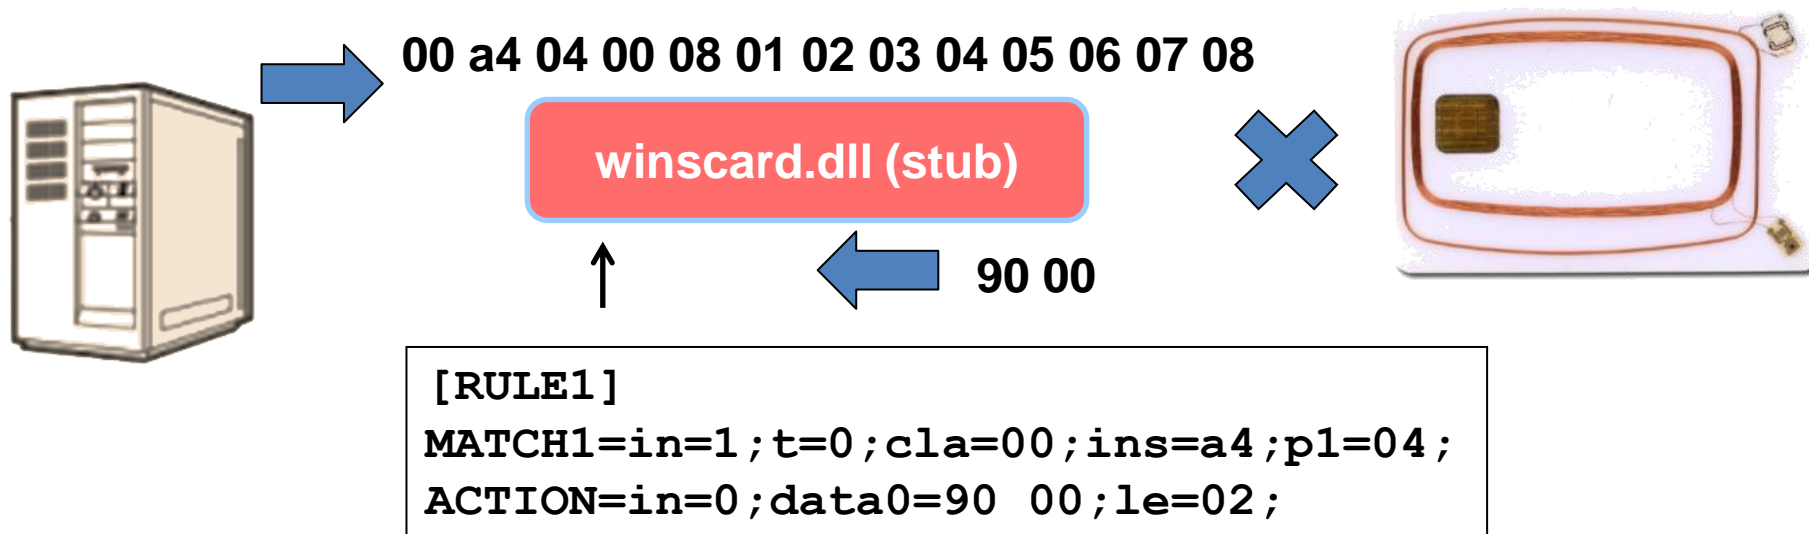 00 a4 04 00 08 01 02 03 04 05 06 07 08
winscard.dll (stub)
90 00
[RULE1]
MATCH1=in=1;t=0;cla=00;ins=a4;p1=04;
ACTION=in=0;data0=90 00;le=02;